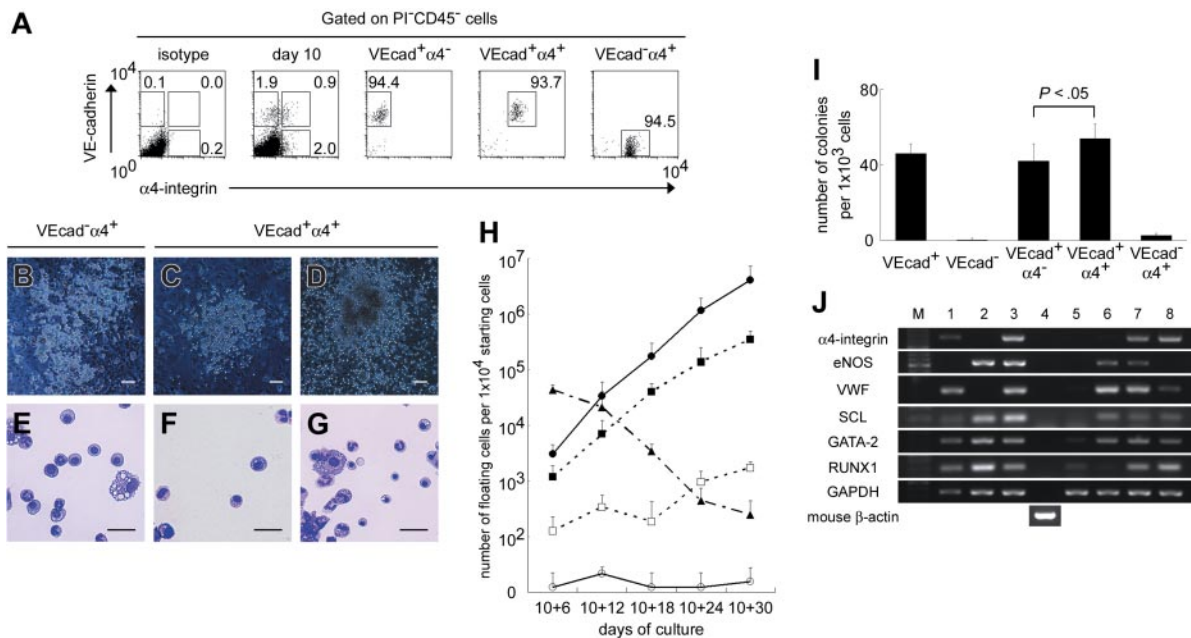 A
Gated on PI⁻CD45⁻ cells
isotype
day 10
VEcad⁺α4⁻
VEcad⁺α4⁺
VEcad⁻α4⁺
VE-cadherin
10⁴
10⁰
0.1
0.0
0.2
1.9
0.9
2.0
94.4
93.7
94.5
10⁴
α4-integrin
VEcad⁻α4⁺
VEcad⁺α4⁺
B
C
D
E
F
G
H
number of floating cells per 1x10⁴ starting cells
10⁷
10⁶
10⁵
10⁴
10³
10²
0
10+6
10+12
10+18
10+24
10+30
days of culture
I
number of colonies
per 1x10³ cells
80
40
0
P < .05
VEcad⁺
VEcad⁻
VEcad⁺
α4⁻
VEcad⁺
α4⁺
VEcad⁻
α4⁺
J
M 1 2 3 4 5 6 7 8
α4-integrin
eNOS
VWF
SCL
GATA-2
RUNX1
GAPDH
mouse β-actin